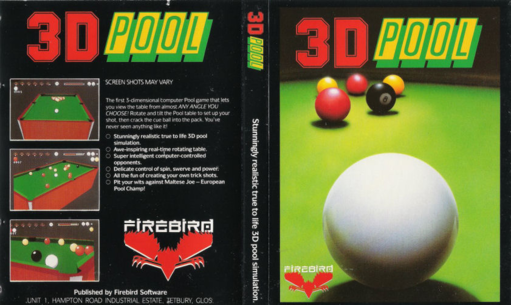 3D POOL
SCREEN SHOTS MAY VARY
The first 3-dimensional computer Pool game that lets
you view the table from almost ANY ANGLE YOU
CHOOSE! Rotate and tilt the Pool table to set up your
shot, then crack the cue ball into the pack. You've
never seen anything like it!
Stunningly realistic true to life 3D pool
simulation.
Awe-inspiring real-time rotating table.
Super intelligent computer-controlled
opponents.
Delicate control of spin, swerve and power!
All the fun of creating your own trick shots.
Pit your wits against Maltese Joe – European
Pool Champ!
FIREBIRD
Published by Firebird Software
UNIT 1, HAMPTON ROAD INDUSTRIAL ESTATE, TETBURY, GLOS:
3D POOL
Stunningly realistic true to life 3D pool simulation.
3D POOL
8
FIREBIRD